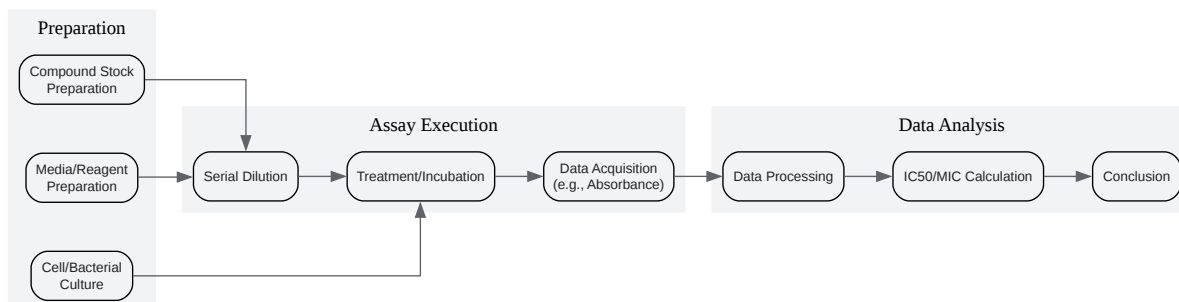 Preparation
Compound Stock
Preparation
Media/Reagent
Preparation
Cell/Bacterial
Culture
Assay Execution
Serial Dilution
Treatment/Incubation
Data Acquisition
(e.g., Absorbance)
Data Analysis
Data Processing
IC50/MIC Calculation
Conclusion